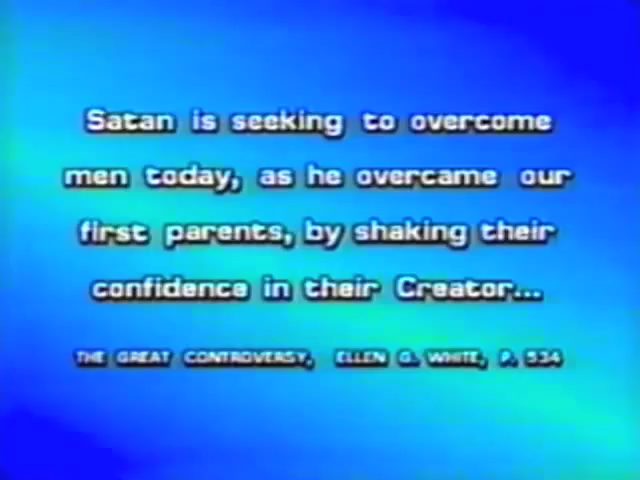 Satan is seeking to overcome
men today, as he overcame our
first parents, by shaking their
confidence in their Creator...
THE GREAT CONTROVERSY, ELLEN G. WHITE, P. 534